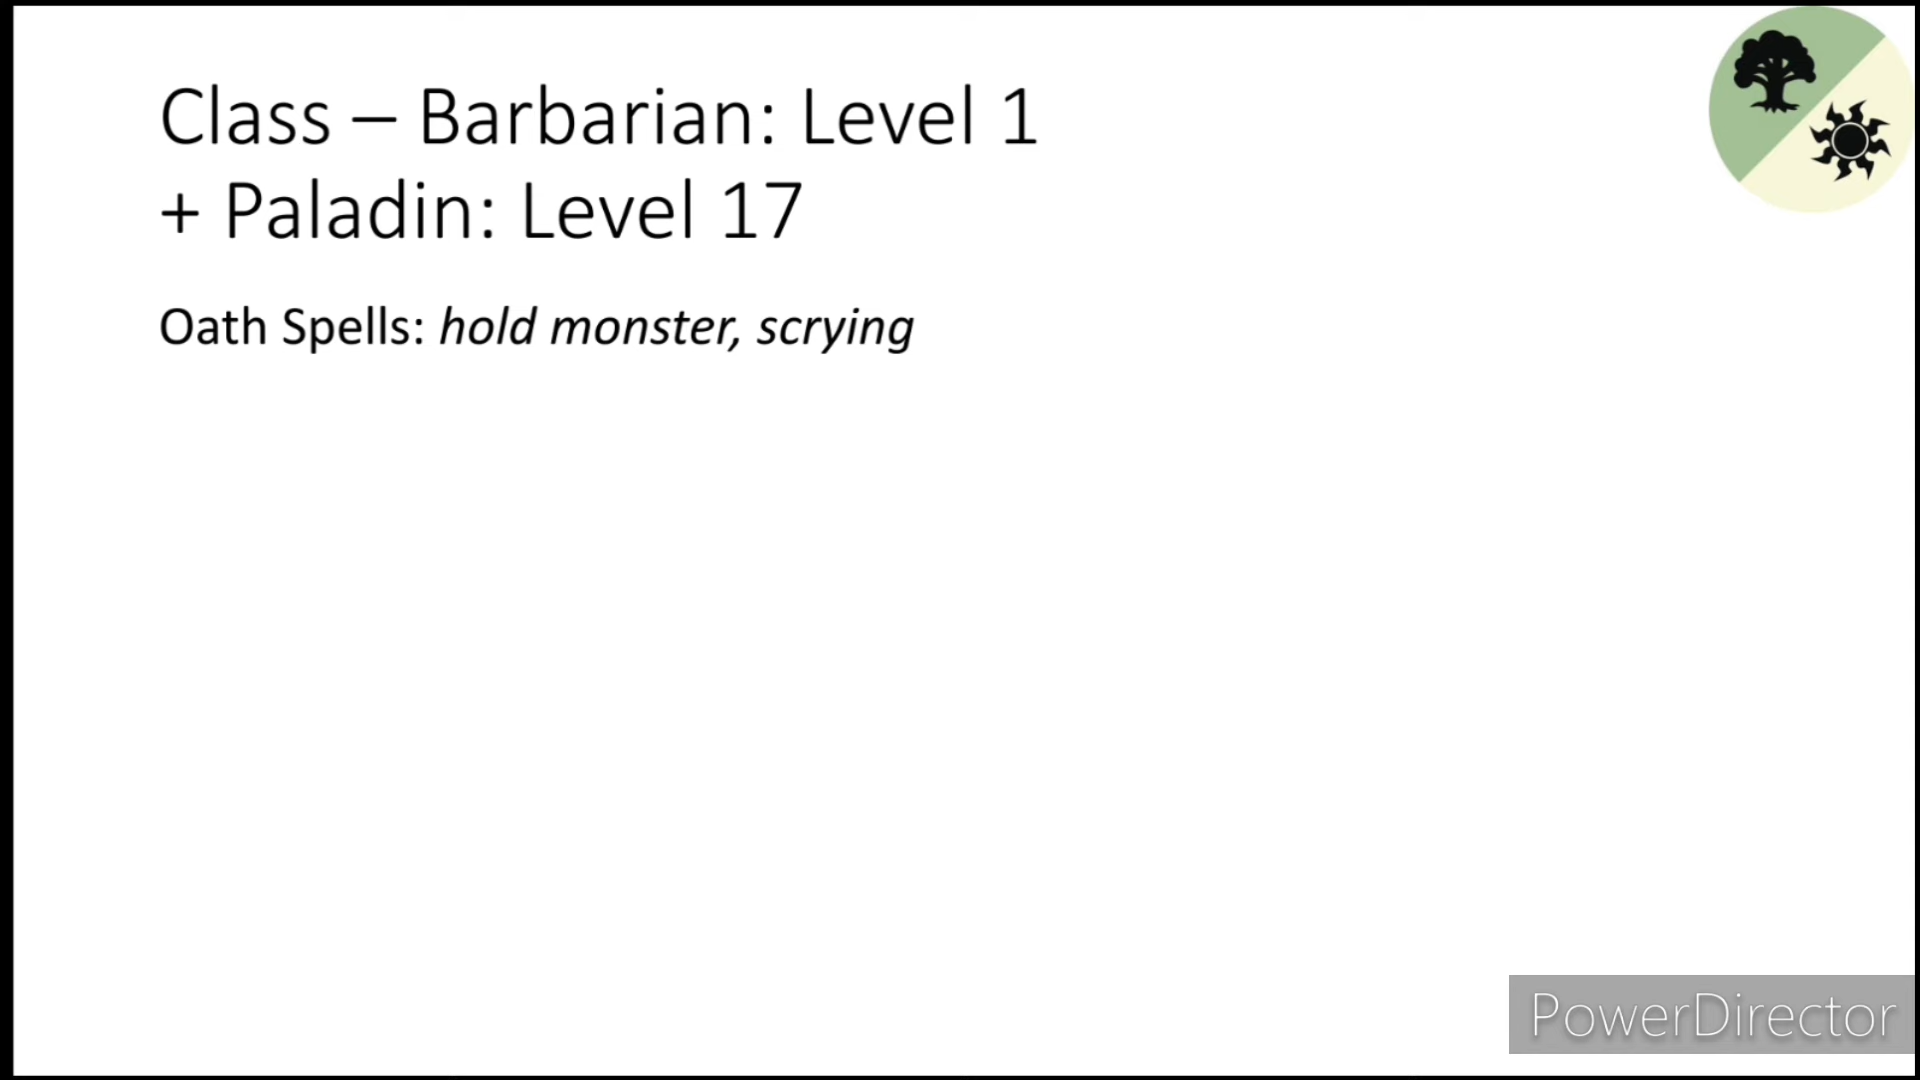 Class – Barbarian: Level 1
+ Paladin: Level 17
Oath Spells: hold monster, scrying
PowerDirector